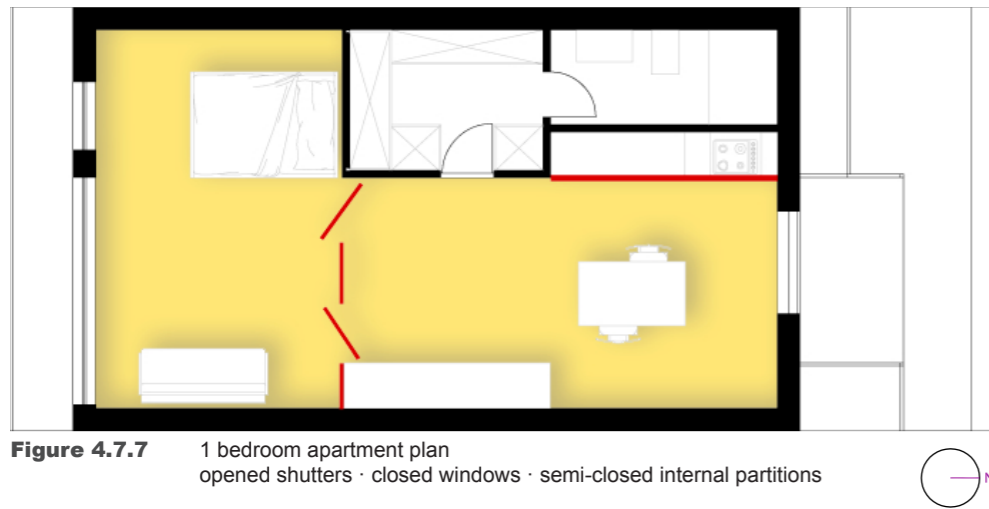 Figure 4.7.7 1 bedroom apartment plan
opened shutters · closed windows · semi-closed internal partitions
N